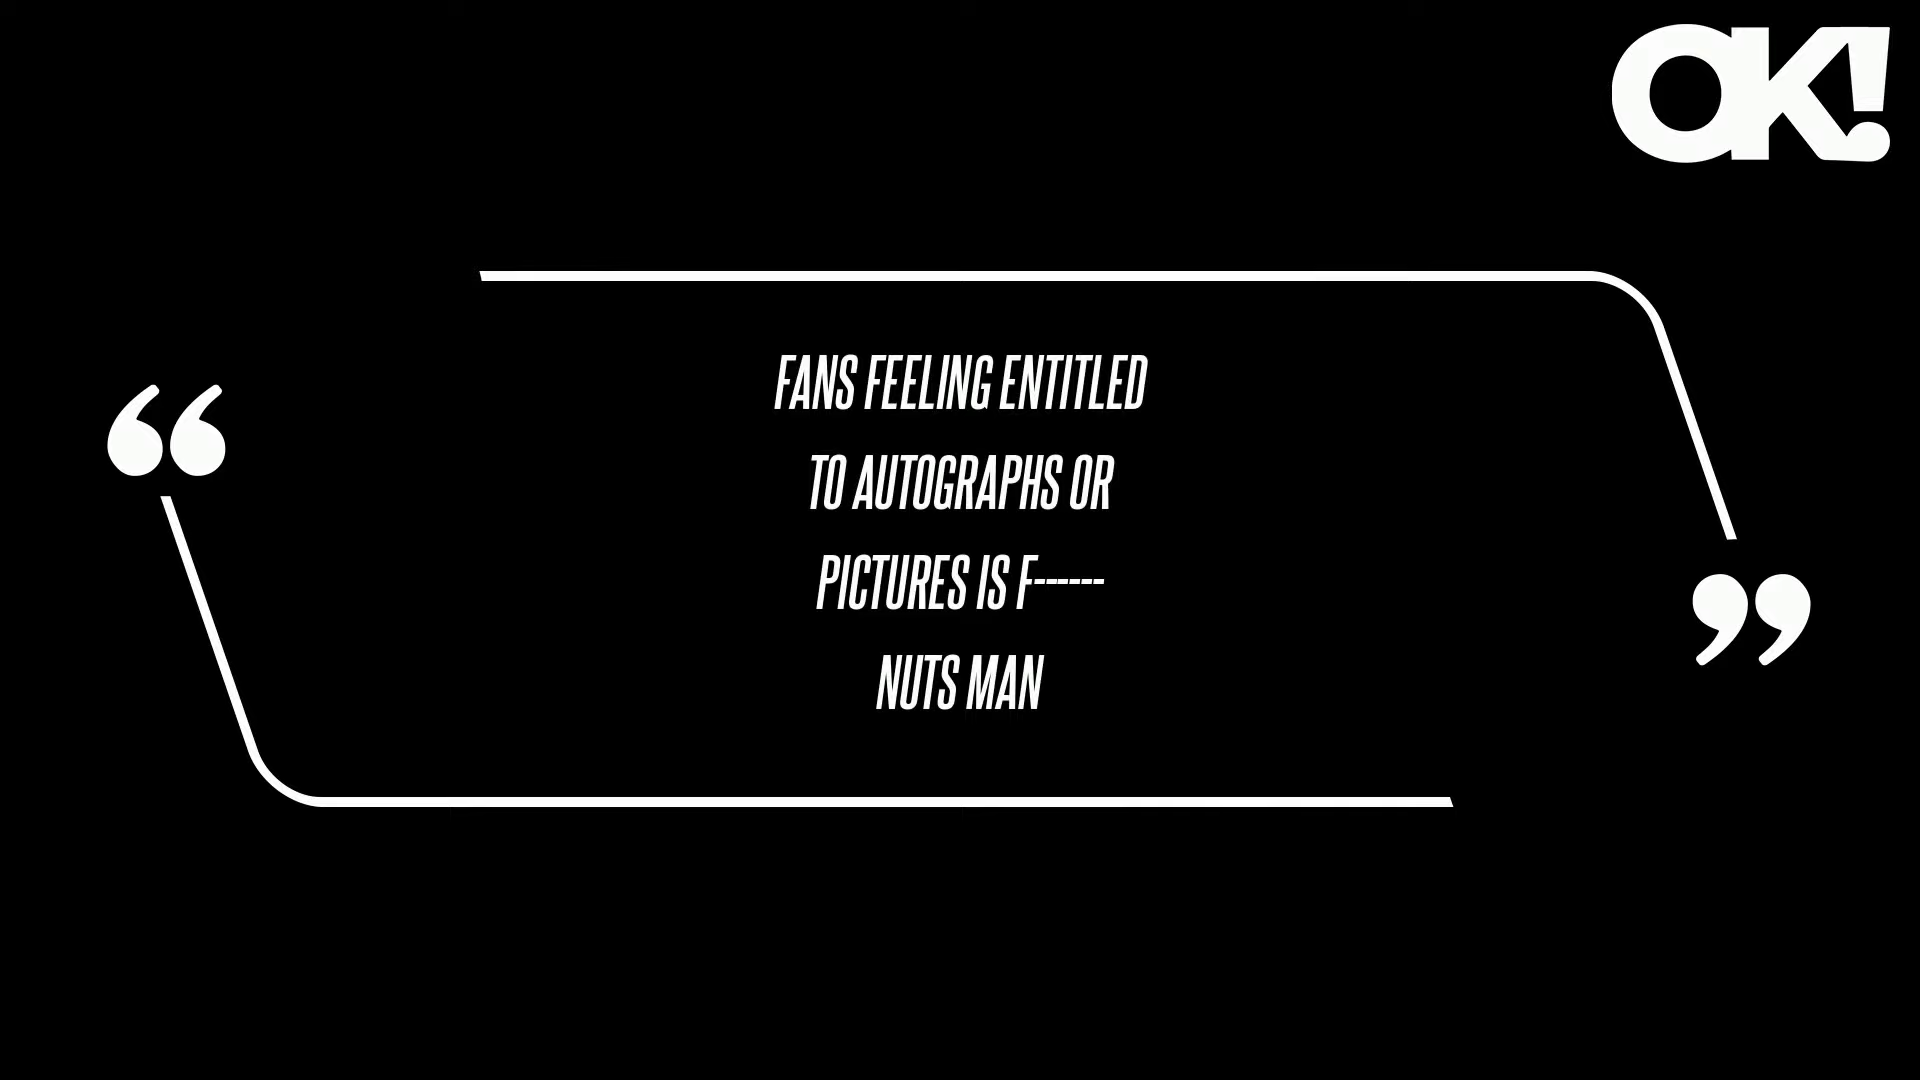 OK!
“
FANS FEELING ENTITLED
TO AUTOGRAPHS OR
PICTURES IS F------
NUTS MAN
”